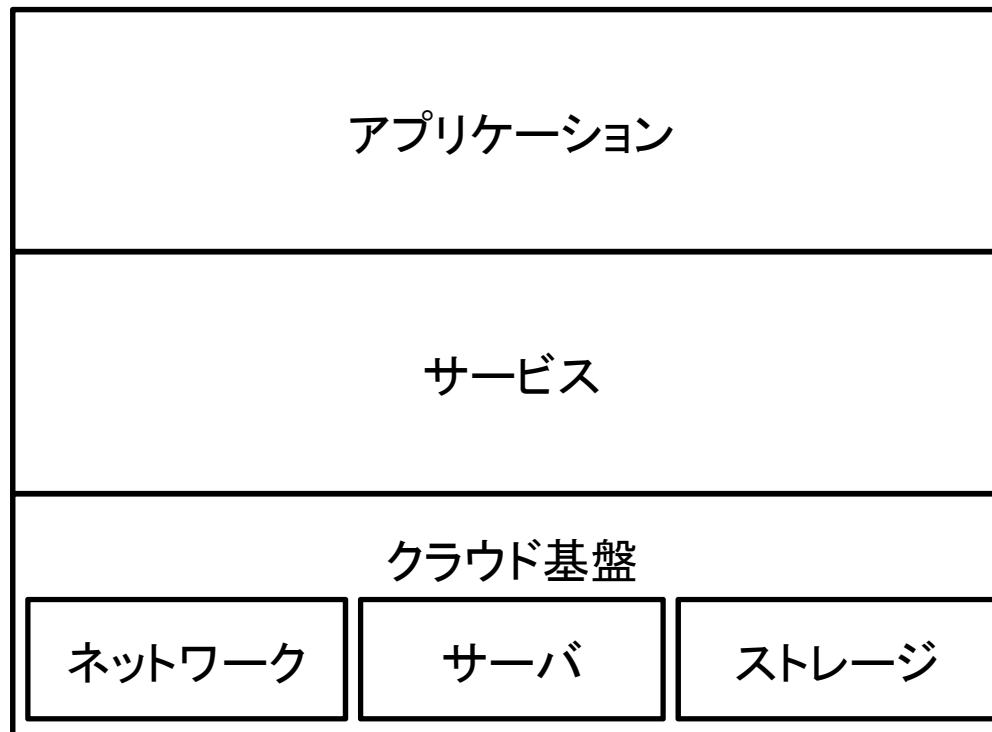 アプリケーション
サービス
クラウド基盤
ネットワーク
サーバ
ストレージ